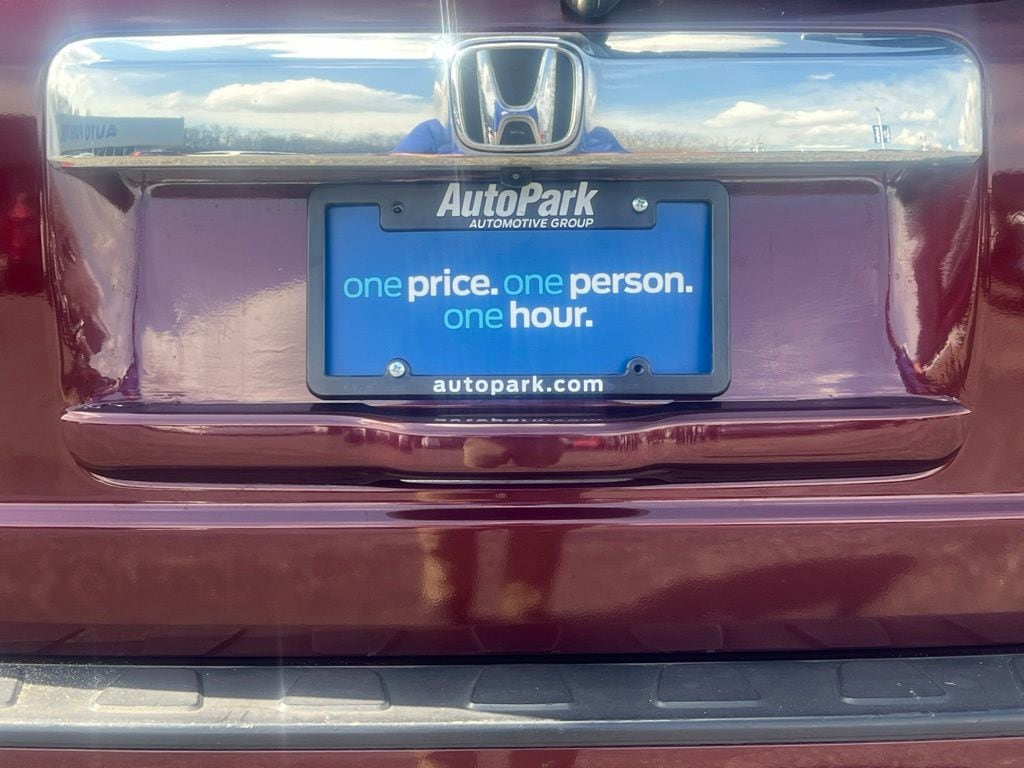 AutoPark
AUTOMOTIVE GROUP
one price. one person.
one hour.
autopark.com